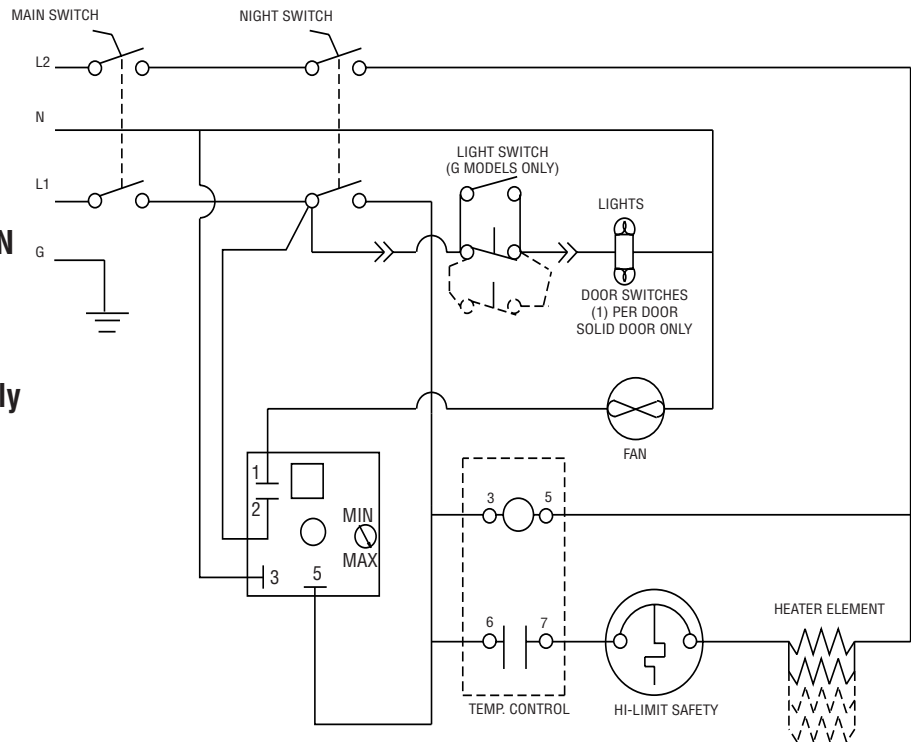 MAIN SWITCH
NIGHT SWITCH
L2
N
LIGHT SWITCH
(G MODELS ONLY)
L1
LIGHTS
N
G
DOOR SWITCHES
(1) PER DOOR
SOLID DOOR ONLY
ly
FAN
1
2
MIN
MAX
3
5
3
5
6
7
HEATER ELEMENT
TEMP. CONTROL
HI-LIMIT SAFETY